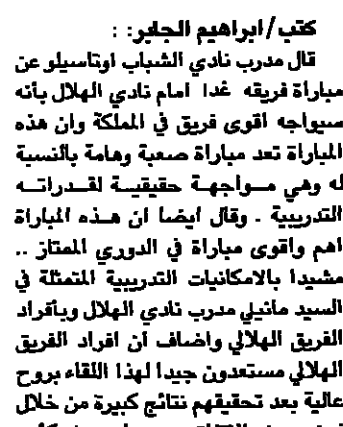 كتب/ابراهيم الجابر: :
قال مدرب نادي الشباب اوتاسيلو عن
مباراة فريقه غدا امام نادي الهلال بأنه
سيواجه اقوى فريق في المملكة وان هذه
المباراة تعد مباراة صعبة وهامة بالنسبة
له وهي مواجهة حقيقية لقدراته
التدريبية . وقال ايضا ان هذه المباراة
اهم واقوى مباراة في الدوري الممتاز ..
مشيدا بالامكانيات التدريبية المتمثلة في
السيد مانيلي مدرب نادي الهلال وبأفراد
الفريق الهلالي واضاف ان افراد الفريق
الهلالي مستعدون جيدا لهذا اللقاء بروح
عالية بعد تحقيقهم نتائج كبيرة من خلال